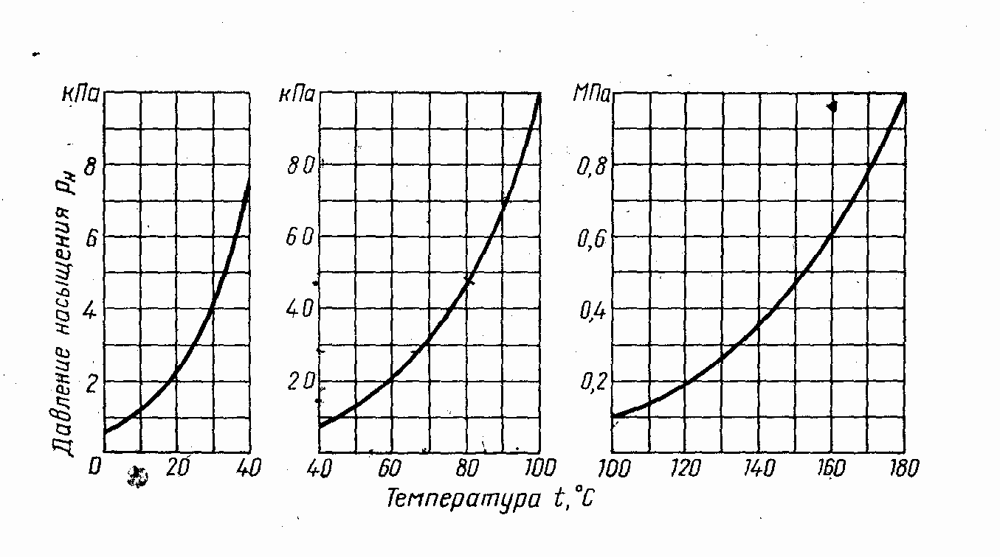 кПа кПа МПа
8 80 0,8
6 60 0,6
4 40 0,4
2 20 0,2
Давление насыщения pн
0 20 40 40 60 80 100 100 120 140 160 180
Температура t,°C